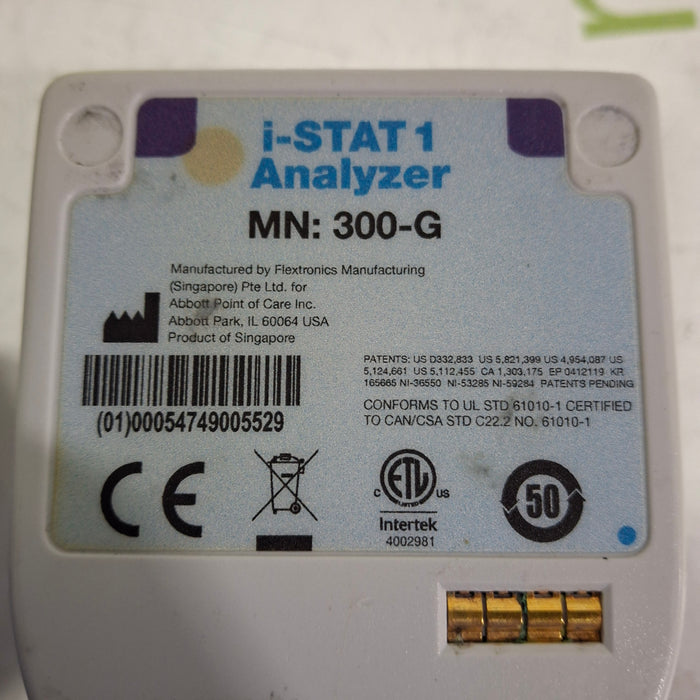 i-STAT 1
Analyzer
MN: 300-G
Manufactured by Flextronics Manufacturing
(Singapore) Pte Ltd. for
Abbott Point of Care Inc.
Abbott Park, IL 60064 USA
Product of Singapore
(01)00054749005529
PATENTS: US D332,833 US 5,821,399 US 4,954,087 US
5,124,661 US 5,112,455 CA 1,303,175 EP 0412119 KR
165665 NI-36550 NI-53285 NI-59284 PATENTS PENDING
CONFORMS TO UL STD 61010-1 CERTIFIED
TO CAN/CSA STD C22.2 NO. 61010-1
CE
C ETL US
LISTED
Intertek
4002981
50